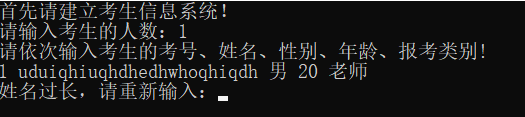 首先请建立考生信息系统！
请输入考生的人数：1
请依次输入考生的考号、姓名、性别、年龄、报考类别！
1 uduiqhiuqhdhedhwhoqhiqdh 男 20 老师
姓名过长，请重新输入：